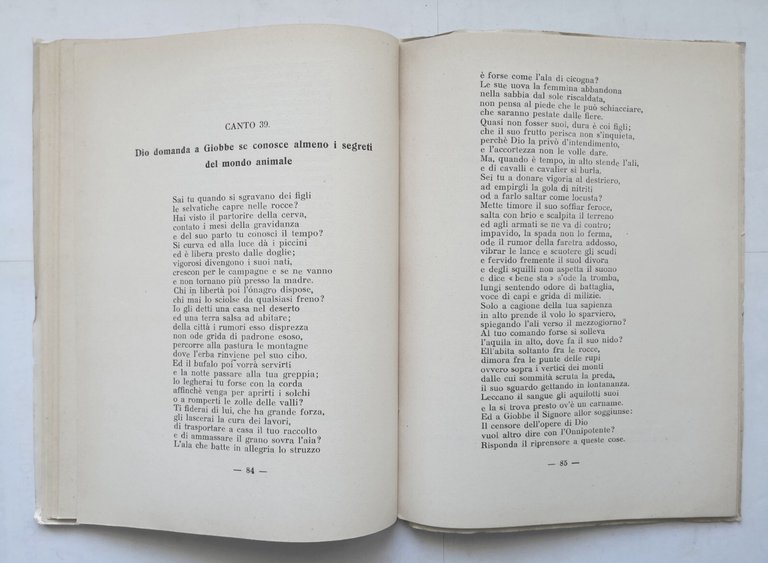 CANTO 39.
Dio domanda a Giobbe se conosce almeno i segreti
del mondo animale
Sai tu quando si sgravano dei figli
le selvatiche capre nelle rocce?
Hai visto il partorire della cerva,
contato i mesi della gravidanza
e del suo parto tu conosci il tempo?
Si curva ed alla luce dà i piccini
ed è libera presto dalle doglie;
vigorosi divengono i suoi nati,
crescon per le campagne e se ne vanno
e non tornano più presso la madre.
Chi in libertà poi l'ònagro dispose,
chi mai lo sciolse da qualsiasi freno?
Io gli detti una casa nel deserto
ed una terra salsa ad abitare;
della città i rumori esso disprezza
non ode grida di padrone esoso,
percorre alla pastura le montagne
dove l'erba rinviene pel suo cibo.
Ed il bufalo poi vorrà servirti
e la notte passare alla tua greppia;
lo legherai tu forse con la corda
affinchè venga per aprirti i solchi
o a romperti le zolle delle valli?
Ti fiderai di lui, che ha grande forza,
gli lascerai la cura dei lavori,
di trasportare a casa il tuo raccolto
e di ammassare il grano sovra l'aia?
L'ala che batte in allegria lo struzzo
— 84 —
è forse come l'ala di cicogna?
Le sue uova la femmina abbandona
nella sabbia dal sole riscaldata,
non pensa al piede che le può schiacciare,
che saranno pestate dalle fiere.
Quasi non fosser suoi, dura è coi figli;
che il suo frutto perisca non s'inquieta,
perchè Dio la privò d'intendimento,
e l'accortezza non le volle dare.
Ma, quando è tempo, in alto stende l'ali,
e di cavalli e cavalier si burla.
Sei tu a donare vigoria al destriero,
ad empirgli la gola di nitriti
od a farlo saltar come locusta?
Mette timore il suo soffiar feroce,
salta con brio e scalpita il terreno
ed agli armati se ne va di contro;
impavido, la spada non lo ferma,
ode il rumor della faretra addosso,
vibrar le lance e scuotere gli scudi
e fervido fremente il suol divora
e degli squilli non aspetta il suono
e dice « bene sta » s'ode la tromba,
lungi sentendo odore di battaglia,
voce di capi e grida di milizie.
Solo a cagione della tua sapienza
in alto prende il volo lo sparviero,
spiegando l'ali verso il mezzogiorno?
Al tuo comando forse si solleva
l'aquila in alto, dove fa il suo nido?
Ell'abita soltanto fra le rocce,
dimora fra le punte delle rupi
ovvero sopra i vertici dei monti
dalle cui sommità scruta la preda,
il suo sguardo gettando in lontananza.
Leccano il sangue gli aquilotti suoi
e la si trova presto ov'è un carname.
Ed a Giobbe il Signore allor soggiunse:
Il censore dell'opere di Dio
vuoi altro dire con l'Onnipotente?
Risponda il riprensore a queste cose.
— 85 —